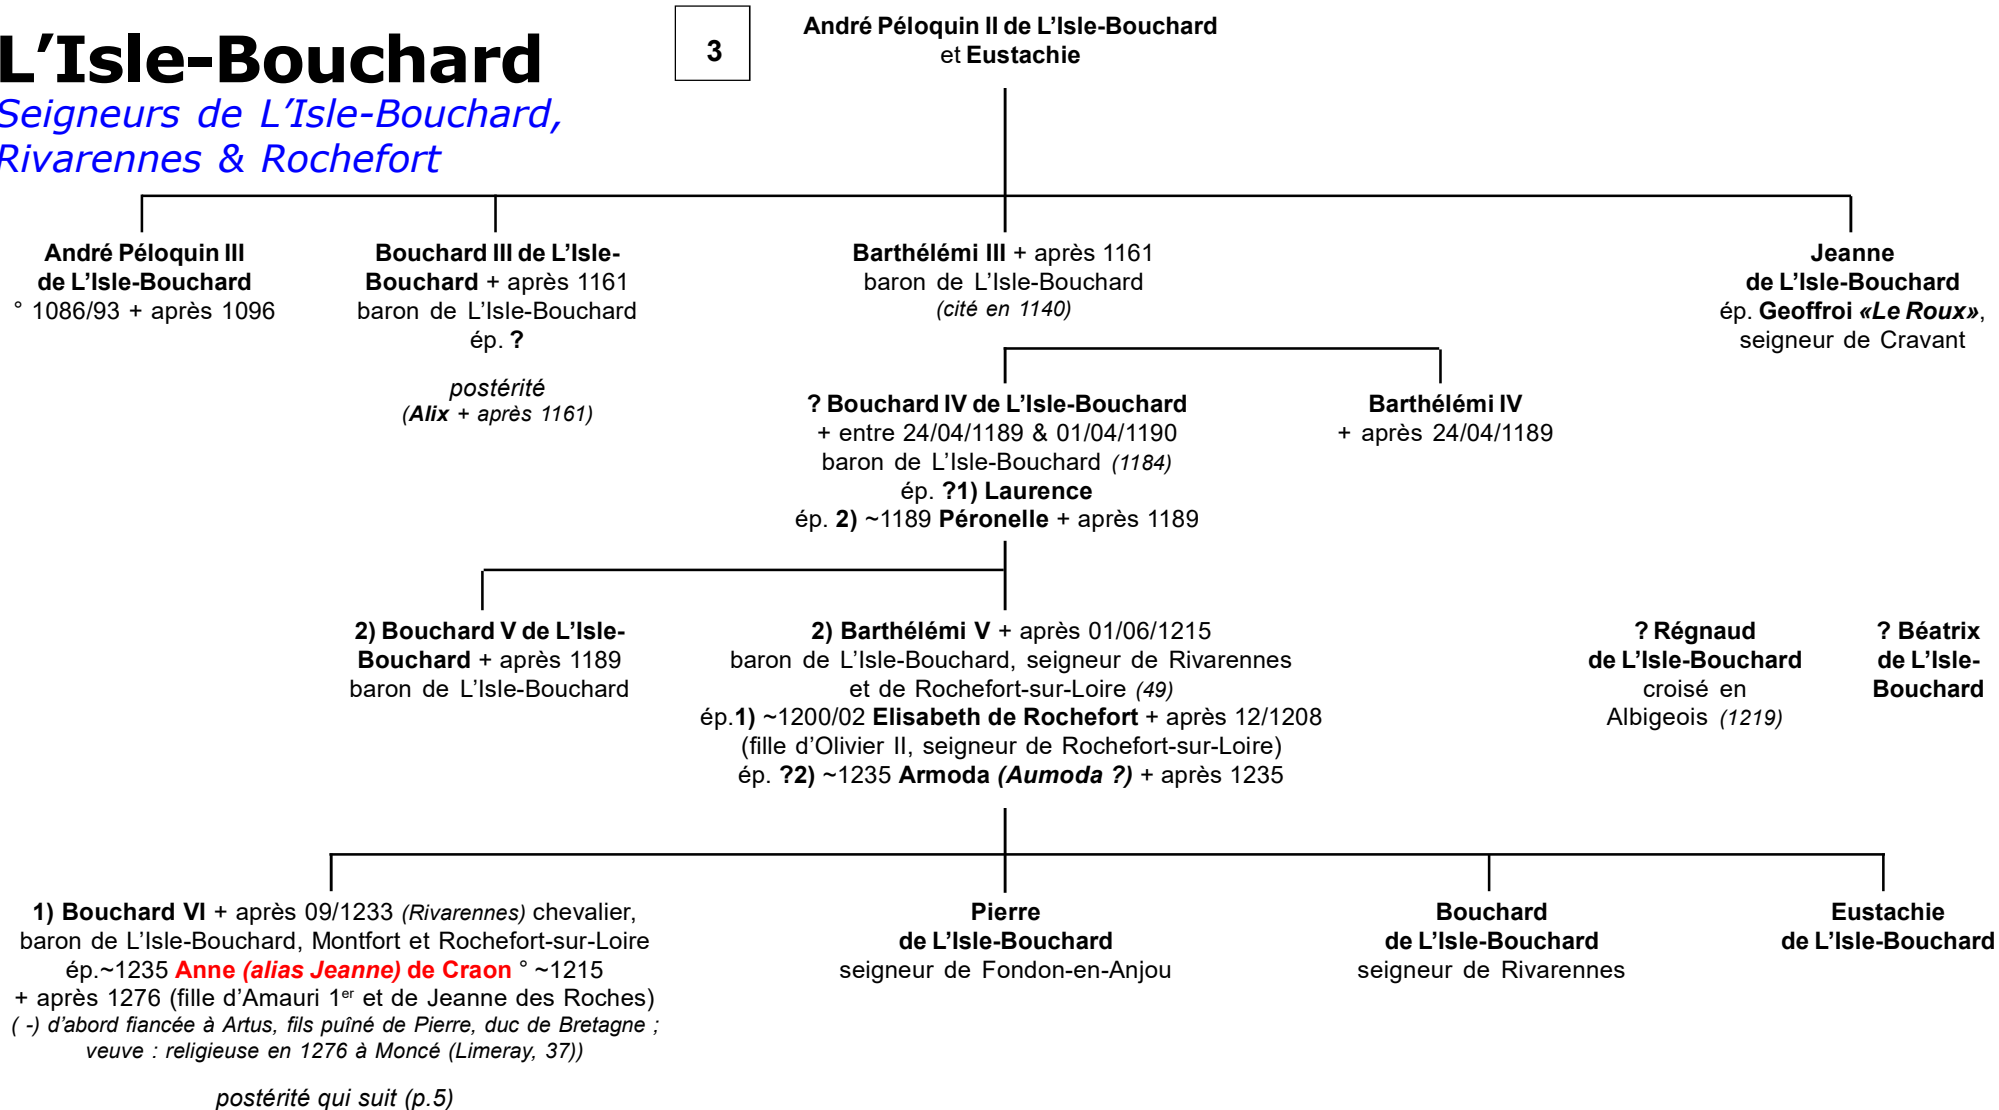 L’Isle-Bouchard
Seigneurs de L’Isle-Bouchard,
Rivarennes & Rochefort
3
André Péloquin II de L’Isle-Bouchard
et Eustachie
André Péloquin III
de L’Isle-Bouchard
° 1086/93 + après 1096
Bouchard III de L’Isle-
Bouchard + après 1161
baron de L’Isle-Bouchard
ép. ?
postérité
(Alix + après 1161)
Barthélémi III + après 1161
baron de L’Isle-Bouchard
(cité en 1140)
Jeanne
de L’Isle-Bouchard
ép. Geoffroi «Le Roux»,
seigneur de Cravant
? Bouchard IV de L’Isle-Bouchard
+ entre 24/04/1189 & 01/04/1190
baron de L’Isle-Bouchard (1184)
ép. ?1) Laurence
ép. 2) ~1189 Péronelle + après 1189
Barthélémi IV
+ après 24/04/1189
2) Bouchard V de L’Isle-
Bouchard + après 1189
baron de L’Isle-Bouchard
2) Barthélémi V + après 01/06/1215
baron de L’Isle-Bouchard, seigneur de Rivarennes
et de Rochefort-sur-Loire (49)
ép.1) ~1200/02 Elisabeth de Rochefort + après 12/1208
(fille d’Olivier II, seigneur de Rochefort-sur-Loire)
ép. ?2) ~1235 Armoda (Aumoda ?) + après 1235
? Régnaud
de L’Isle-Bouchard
croisé en
Albigeois (1219)
? Béatrix
de L’Isle-
Bouchard
1) Bouchard VI + après 09/1233 (Rivarennes) chevalier,
baron de L’Isle-Bouchard, Montfort et Rochefort-sur-Loire
ép.~1235 Anne (alias Jeanne) de Craon ° ~1215
+ après 1276 (fille d’Amauri 1er et de Jeanne des Roches)
( -) d’abord fiancée à Artus, fils puîné de Pierre, duc de Bretagne ;
veuve : religieuse en 1276 à Moncé (Limeray, 37))
postérité qui suit (p.5)
Pierre
de L’Isle-Bouchard
seigneur de Fondon-en-Anjou
Bouchard
de L’Isle-Bouchard
seigneur de Rivarennes
Eustachie
de L’Isle-Bouchard